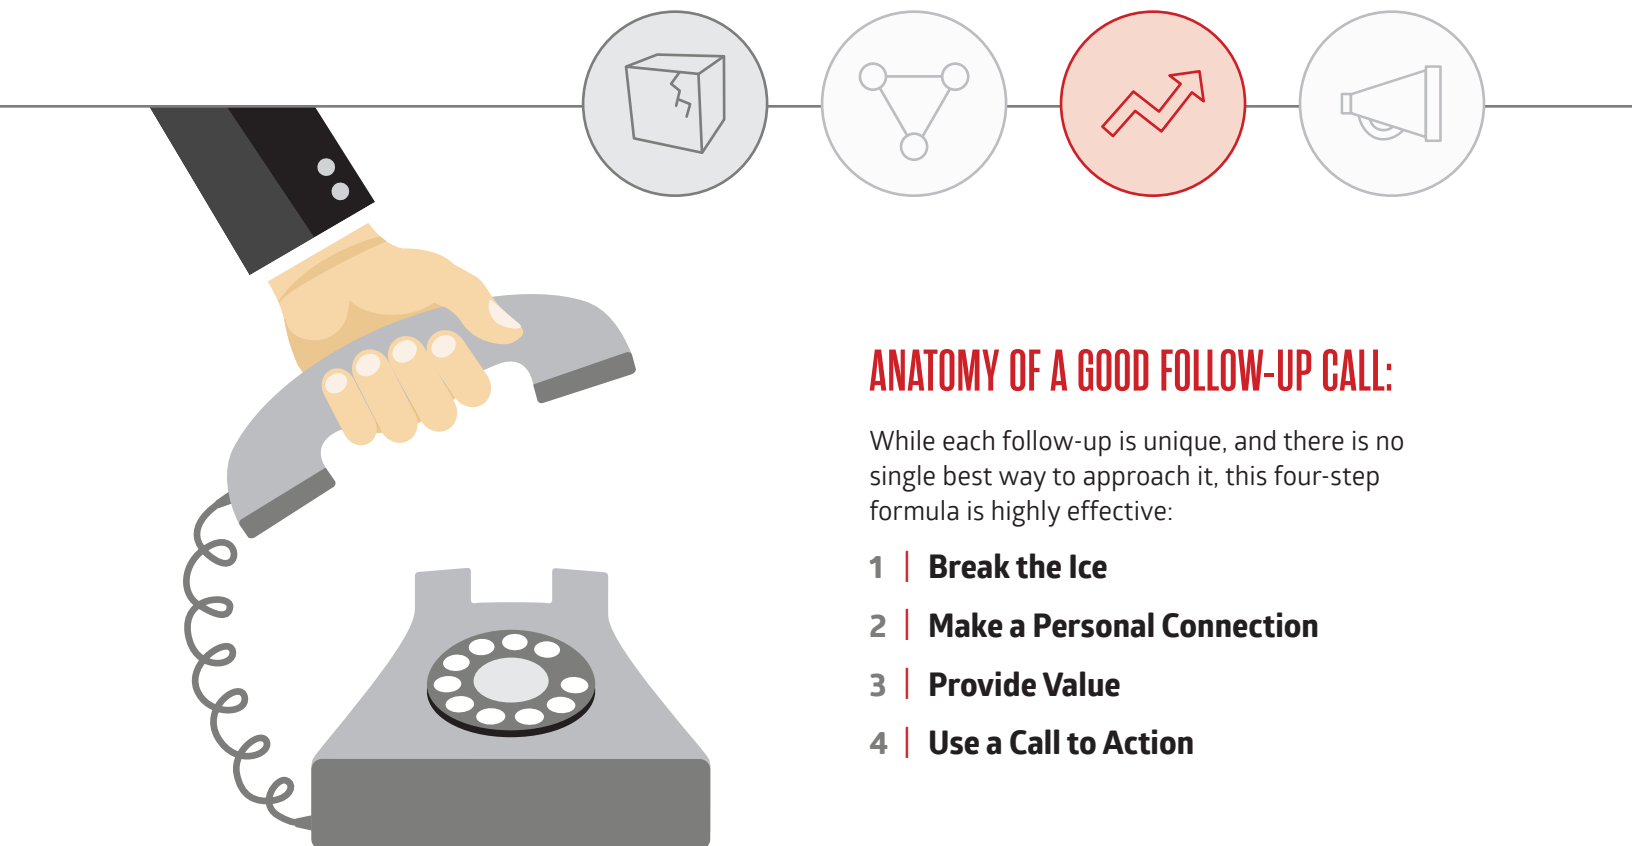 ANATOMY OF A GOOD FOLLOW-UP CALL:
While each follow-up is unique, and there is no
single best way to approach it, this four-step
formula is highly effective:
1 | Break the Ice
2 | Make a Personal Connection
3 | Provide Value
4 | Use a Call to Action